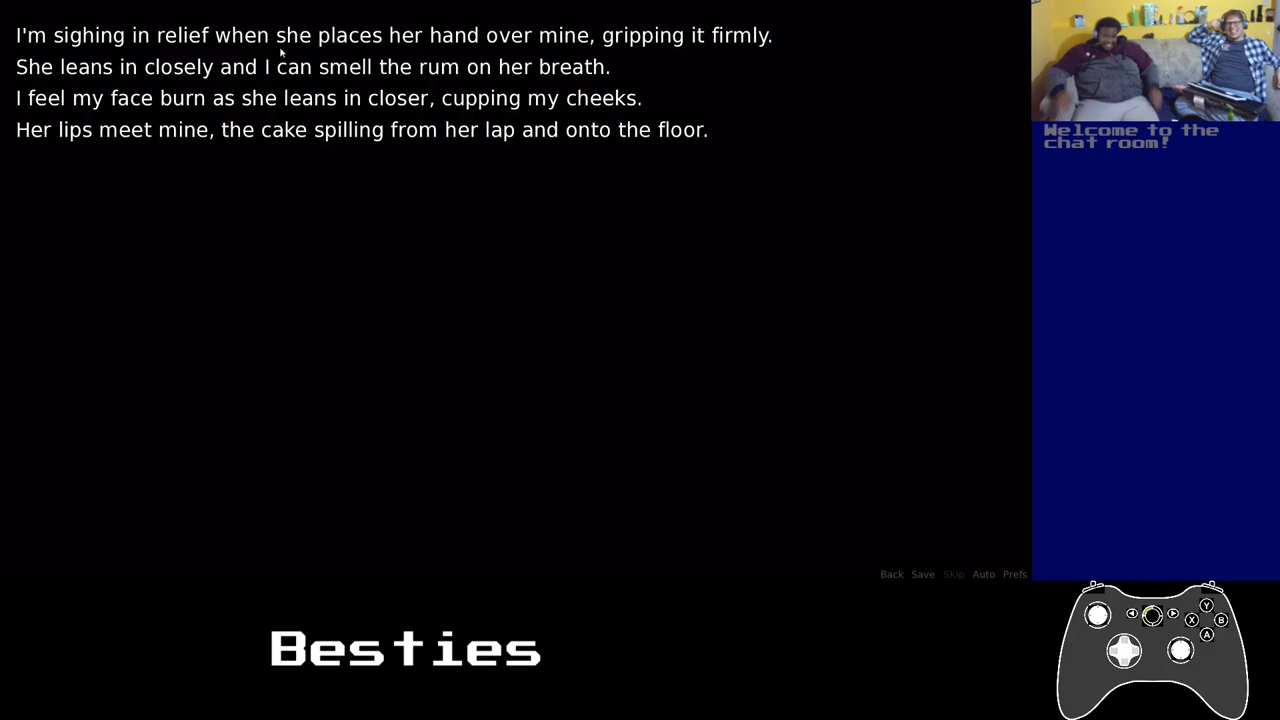 I'm sighing in relief when she places her hand over mine, gripping it firmly.
She leans in closely and I can smell the rum on her breath.
I feel my face burn as she leans in closer, cupping my cheeks.
Her lips meet mine, the cake spilling from her lap and onto the floor.
Welcome to the
chat room!
Back Save Skip Auto Prefs
Besties
Y
X B
A